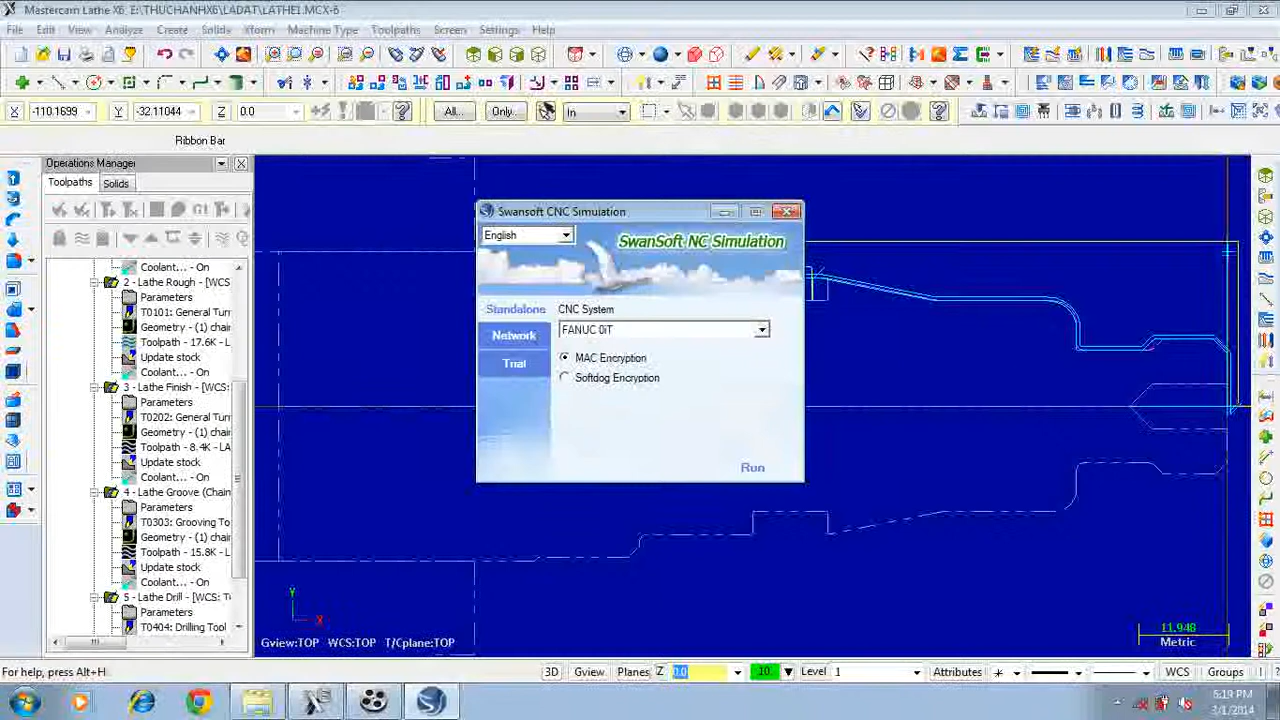 Mastercam Lathe X6 E:\THUCHANHX6\LADAT\LATHE1.MCX-6
File Edit View Analyze Create Solids Xform Machine Type Toolpaths Screen Settings Help
X -110.1699 Y -32.11044 Z 0.0 All... Only... In
Ribbon Bar
Operations Manager
Toolpaths Solids
Coolant... - On
2 - Lathe Rough - [WCS:
Parameters
T0101: General Turr
Geometry - (1) chair
Toolpath - 17.6K - L
Update stock
Coolant... - On
3 - Lathe Finish - [WCS:
Parameters
T0202: General Turr
Geometry - (1) chair
Toolpath - 8.4K - LA
Update stock
Coolant... - On
4 - Lathe Groove (Chain
Parameters
T0303: Grooving To
Geometry - (1) chair
Toolpath - 15.8K - L
Update stock
Coolant... - On
5 - Lathe Drill - [WCS: T
Parameters
T0404: Drilling Tool
Swansoft CNC Simulation
English
SwanSoft NC Simulation
Standalone
Network
Trial
CNC System
FANUC 0iT
MAC Encryption
Softdog Encryption
Run
Y
X
Gview:TOP WCS:TOP T/Cplane:TOP
11.948
Metric
For help, press Alt+H
3D Gview Planes Z 0.0 10 Level 1 Attributes WCS Groups
6:19 PM
3/1/2014